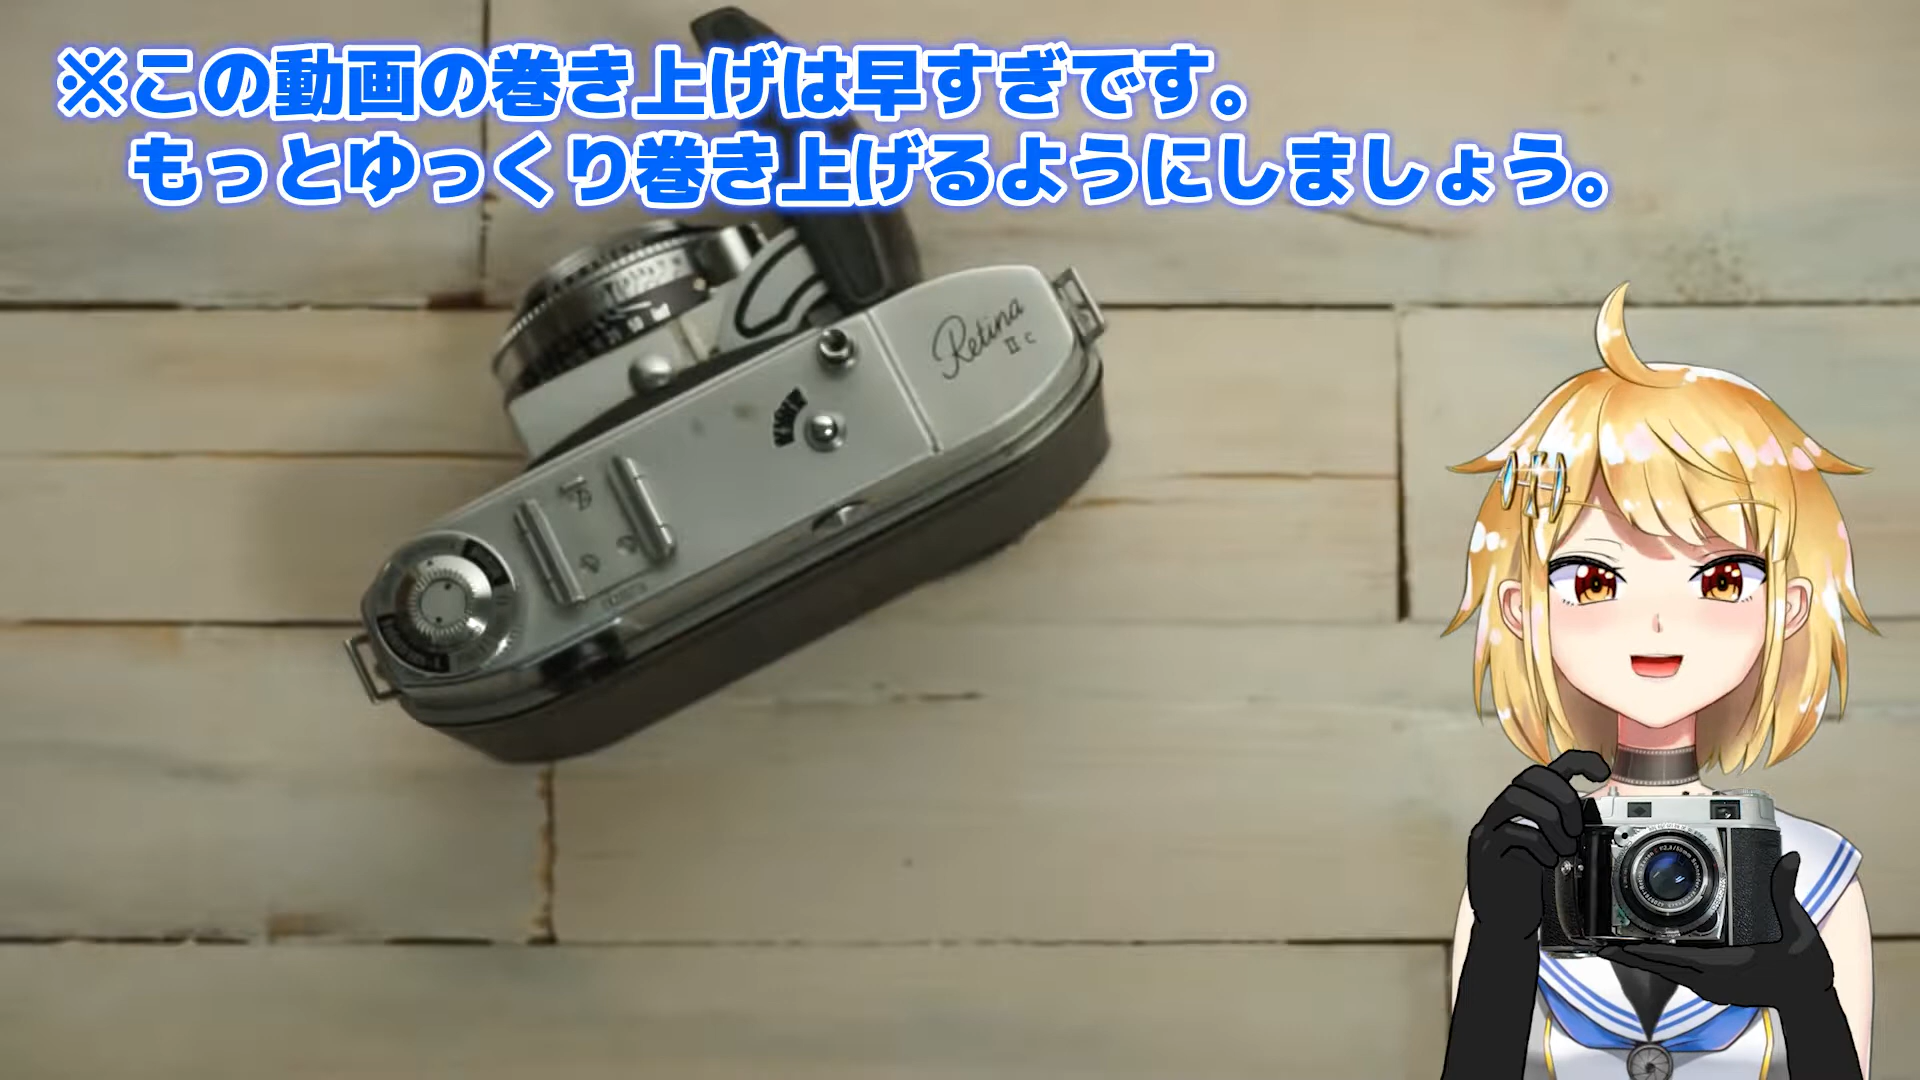 ※この動画の巻き上げは早すぎです。
もっとゆっくり巻き上げるようにしましょう。
Retina
IIc